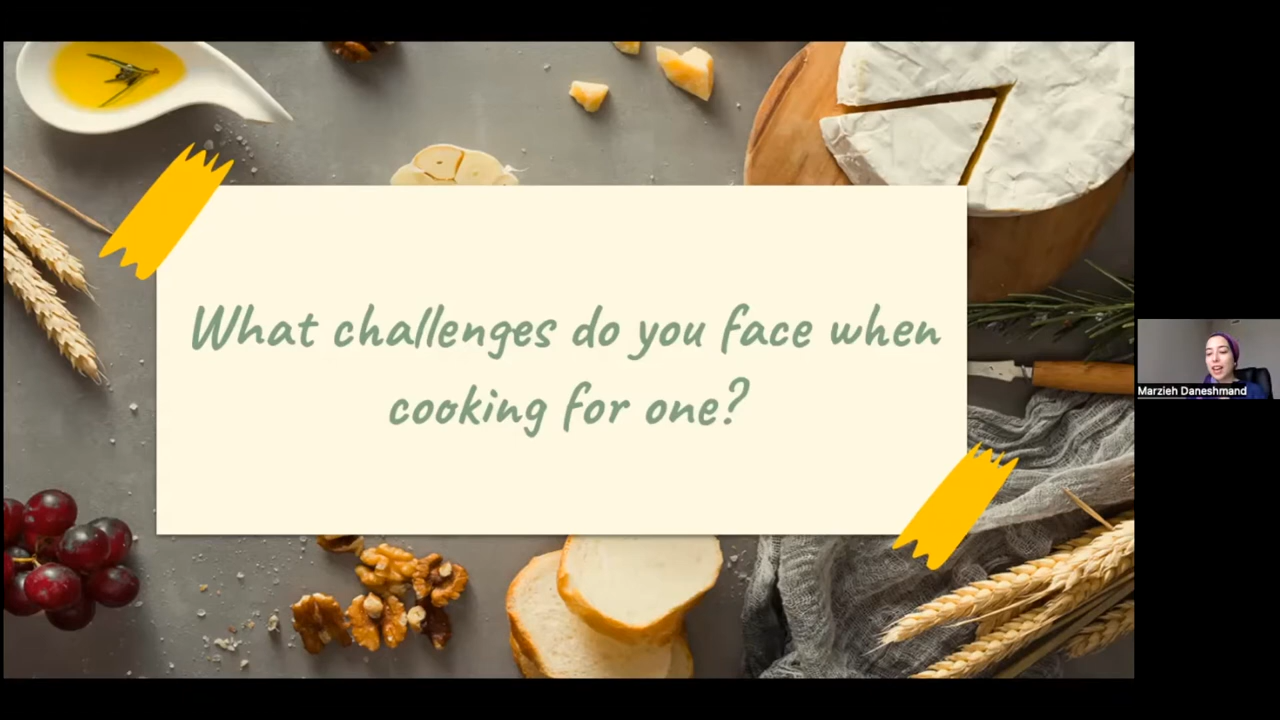 What challenges do you face when
cooking for one?
Marzieh Daneshmand